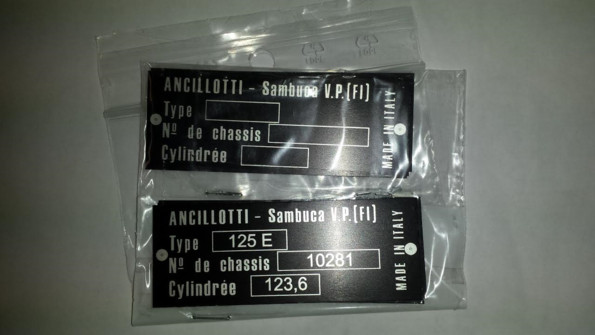 ANCILLOTTI - Sambuca V.P.(FI)
Type
Nº de chassis
Cylindrée
MADE IN ITALY
ANCILLOTTI - Sambuca V.P.(FI)
Type 125 E
Nº de chassis 10281
Cylindrée 123,6
MADE IN ITALY